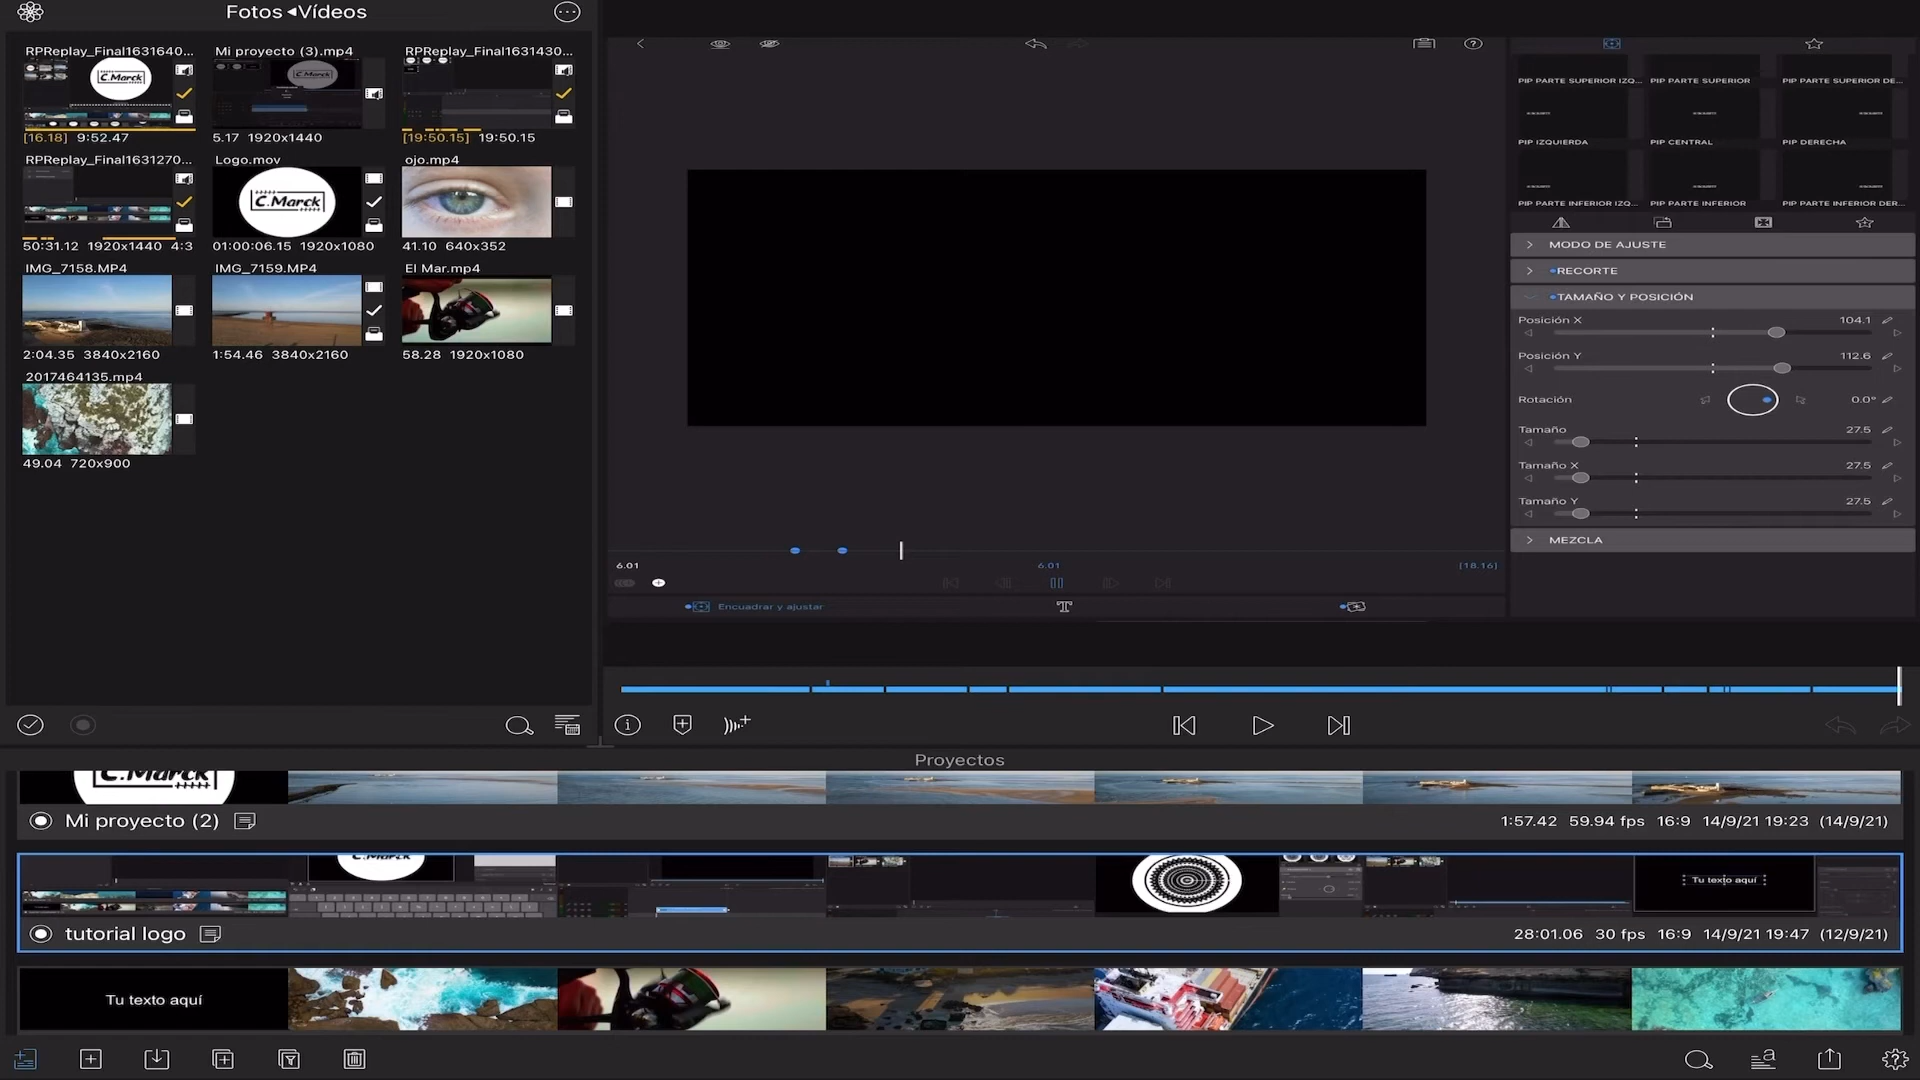 Fotos ◂Vídeos
RPReplay_Final1631640...
Mi proyecto (3).mp4
RPReplay_Final1631430...
C.Marck
[16.18] 9:52.47
5.17 1920x1440
[19:50.15] 19:50.15
RPReplay_Final1631270...
Logo.mov
ojo.mp4
C.Marck
50:31.12 1920x1440 4:3
01:00:06.15 1920x1080
41.10 640x352
IMG_7158.MP4
IMG_7159.MP4
El Mar.mp4
2:04.35 3840x2160
1:54.46 3840x2160
58.28 1920x1080
2017464135.mp4
49.04 720x900
6.01
6.01
[18.16]
Encuadrar y ajustar
T
PIP PARTE SUPERIOR IZQ...
PIP PARTE SUPERIOR
PIP PARTE SUPERIOR DE...
PIP IZQUIERDA
PIP CENTRAL
PIP DERECHA
PIP PARTE INFERIOR IZQ...
PIP PARTE INFERIOR
PIP PARTE INFERIOR DER...
MODO DE AJUSTE
RECORTE
TAMAÑO Y POSICIÓN
Posición X 104.1
Posición Y 112.6
Rotación 0.0°
Tamaño 27.5
Tamaño X 27.5
Tamaño Y 27.5
MEZCLA
Proyectos
C.Marck
Mi proyecto (2)
1:57.42 59.94 fps 16:9 14/9/21 19:23 (14/9/21)
C.Marck
Tu texto aquí
tutorial logo
28:01.06 30 fps 16:9 14/9/21 19:47 (12/9/21)
Tu texto aquí